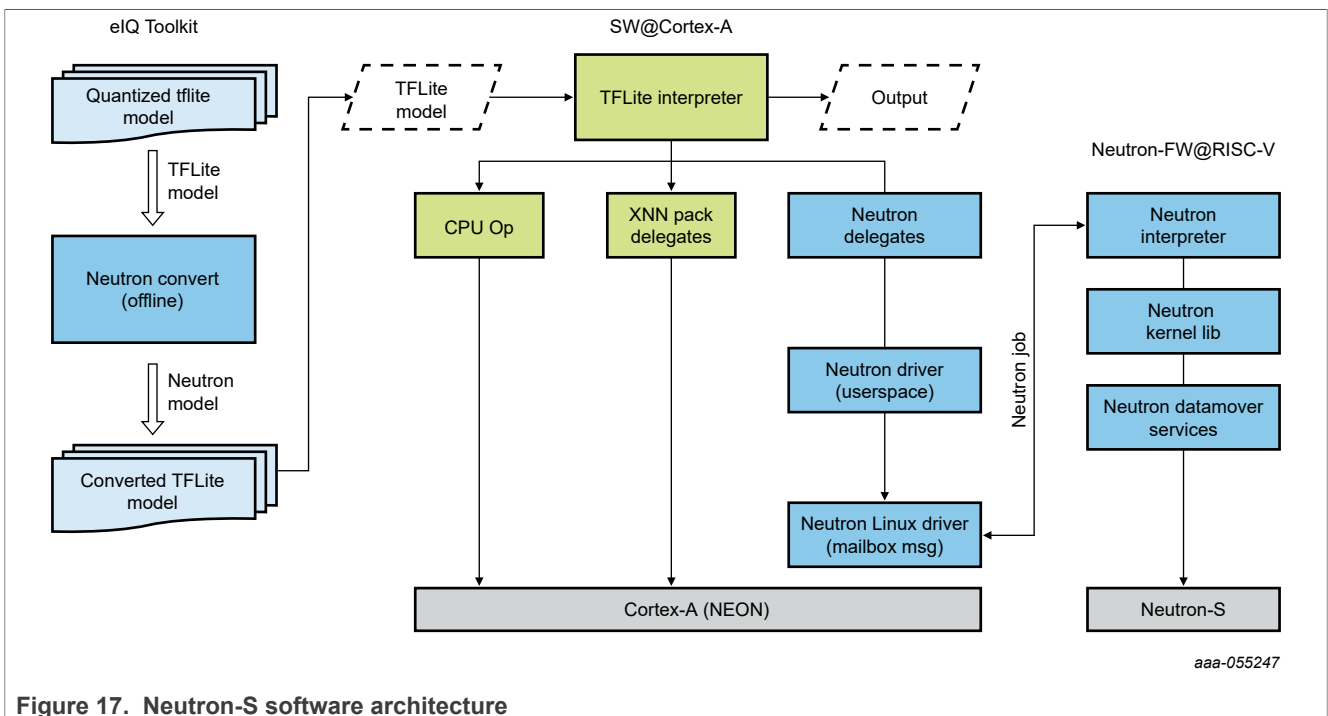 eIQ Toolkit
SW@Cortex-A
Quantized tflite
model
TFLite
model
TFLite interpreter
Output
Neutron-FW@RISC-V
TFLite
model
CPU Op
XNN pack
delegates
Neutron
delegates
Neutron
interpreter
Neutron convert
(offline)
Neutron
kernel lib
Neutron job
Neutron driver
(userspace)
Neutron
model
Neutron datamover
services
Converted TFLite
model
Neutron Linux driver
(mailbox msg)
Cortex-A (NEON)
Neutron-S
aaa-055247
Figure 17. Neutron-S software architecture